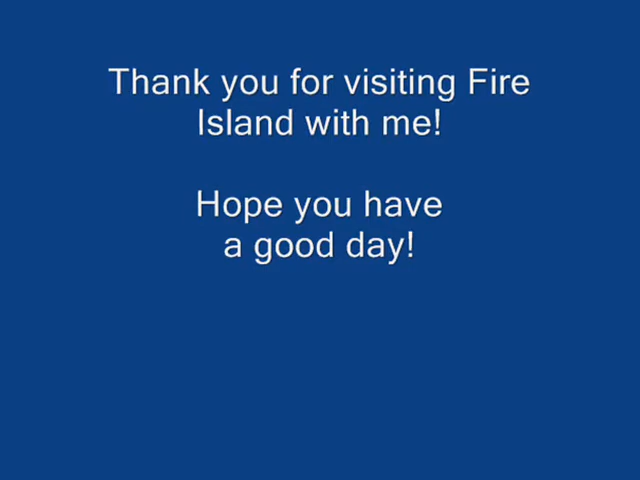 Thank you for visiting Fire
Island with me!
Hope you have
a good day!